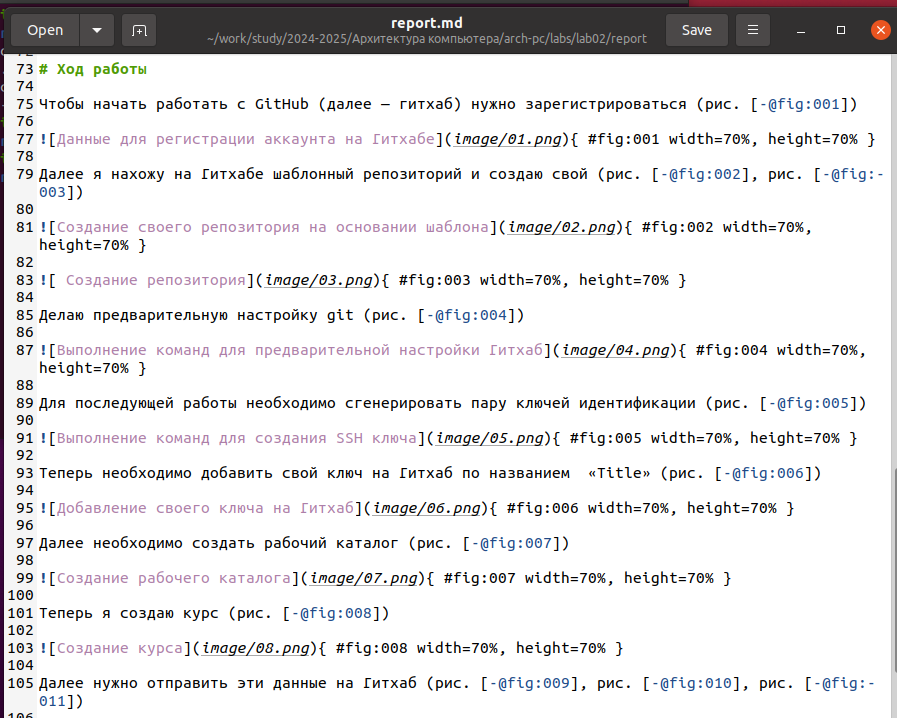 Open
report.md
~/work/study/2024-2025/Архитектура компьютера/arch-pc/labs/lab02/report
Save
73 # Ход работы
74
75 Чтобы начать работать с GitHub (далее — гитхаб) нужно зарегистрироваться (рис. [-@fig:001])
76
77 ![Данные для регистрации аккаунта на Гитхабе](image/01.png){ #fig:001 width=70%, height=70% }
78
79 Далее я нахожу на Гитхабе шаблонный репозиторий и создаю свой (рис. [-@fig:002], рис. [-@fig:-
003])
80
81 ![Создание своего репозитория на основании шаблона](image/02.png){ #fig:002 width=70%,
height=70% }
82
83 ![ Создание репозитория](image/03.png){ #fig:003 width=70%, height=70% }
84
85 Делаю предварительную настройку git (рис. [-@fig:004])
86
87 ![Выполнение команд для предварительной настройки Гитхаб](image/04.png){ #fig:004 width=70%,
height=70% }
88
89 Для последующей работы необходимо сгенерировать пару ключей идентификации (рис. [-@fig:005])
90
91 ![Выполнение команд для создания SSH ключа](image/05.png){ #fig:005 width=70%, height=70% }
92
93 Теперь необходимо добавить свой ключ на Гитхаб по названием  «Title» (рис. [-@fig:006])
94
95 ![Добавление своего ключа на Гитхаб](image/06.png){ #fig:006 width=70%, height=70% }
96
97 Далее необходимо создать рабочий каталог (рис. [-@fig:007])
98
99 ![Создание рабочего каталога](image/07.png){ #fig:007 width=70%, height=70% }
100
101 Теперь я создаю курс (рис. [-@fig:008])
102
103 ![Создание курса](image/08.png){ #fig:008 width=70%, height=70% }
104
105 Далее нужно отправить эти данные на Гитхаб (рис. [-@fig:009], рис. [-@fig:010], рис. [-@fig:-
011])